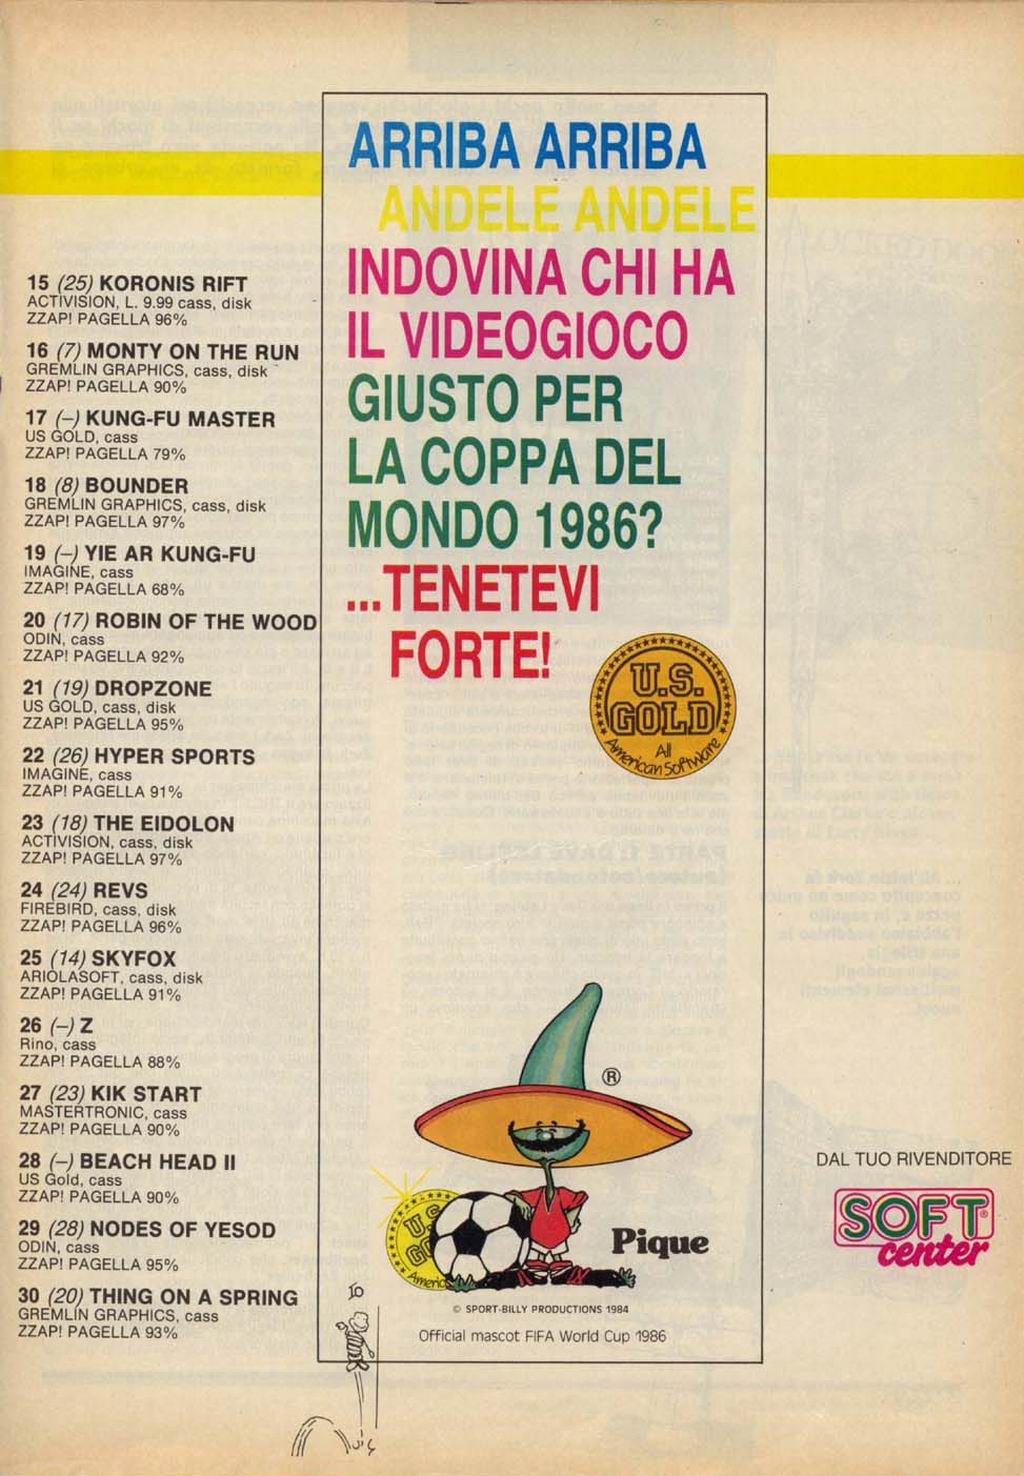 15 (25) KORONIS RIFT
ACTIVISION, L. 9.99 cass, disk
ZZAP! PAGELLA 96%
16 (7) MONTY ON THE RUN
GREMLIN GRAPHICS, cass, disk
ZZAP! PAGELLA 90%
17 (-) KUNG-FU MASTER
US GOLD, cass
ZZAP! PAGELLA 79%
18 (8) BOUNDER
GREMLIN GRAPHICS, cass, disk
ZZAP! PAGELLA 97%
19 (-) YIE AR KUNG-FU
IMAGINE, cass
ZZAP! PAGELLA 68%
20 (17) ROBIN OF THE WOOD
ODIN, cass
ZZAP! PAGELLA 92%
21 (19) DROPZONE
US GOLD, cass, disk
ZZAP! PAGELLA 95%
22 (26) HYPER SPORTS
IMAGINE, cass
ZZAP! PAGELLA 91%
23 (18) THE EIDOLON
ACTIVISION, cass, disk
ZZAP! PAGELLA 97%
24 (24) REVS
FIREBIRD, cass, disk
ZZAP! PAGELLA 96%
25 (14) SKYFOX
ARIOLASOFT, cass, disk
ZZAP! PAGELLA 91%
26 (-) Z
Rino, cass
ZZAP! PAGELLA 88%
27 (23) KIK START
MASTERTRONIC, cass
ZZAP! PAGELLA 90%
28 (-) BEACH HEAD II
US Gold, cass
ZZAP! PAGELLA 90%
29 (28) NODES OF YESOD
ODIN, cass
ZZAP! PAGELLA 95%
30 (20) THING ON A SPRING
GREMLIN GRAPHICS, cass
ZZAP! PAGELLA 93%
ARRIBA ARRIBA
ANDELE ANDELE
INDOVINA CHI HA
IL VIDEOGIOCO
GIUSTO PER
LA COPPA DEL
MONDO 1986?
...TENETEVI
FORTE!
U.S.
GOLD
All
American Software
®
U.S
GO
Americ
Pique
© SPORT-BILLY PRODUCTIONS 1984
Official mascot FIFA World Cup 1986
DAL TUO RIVENDITORE
SOFT®
center